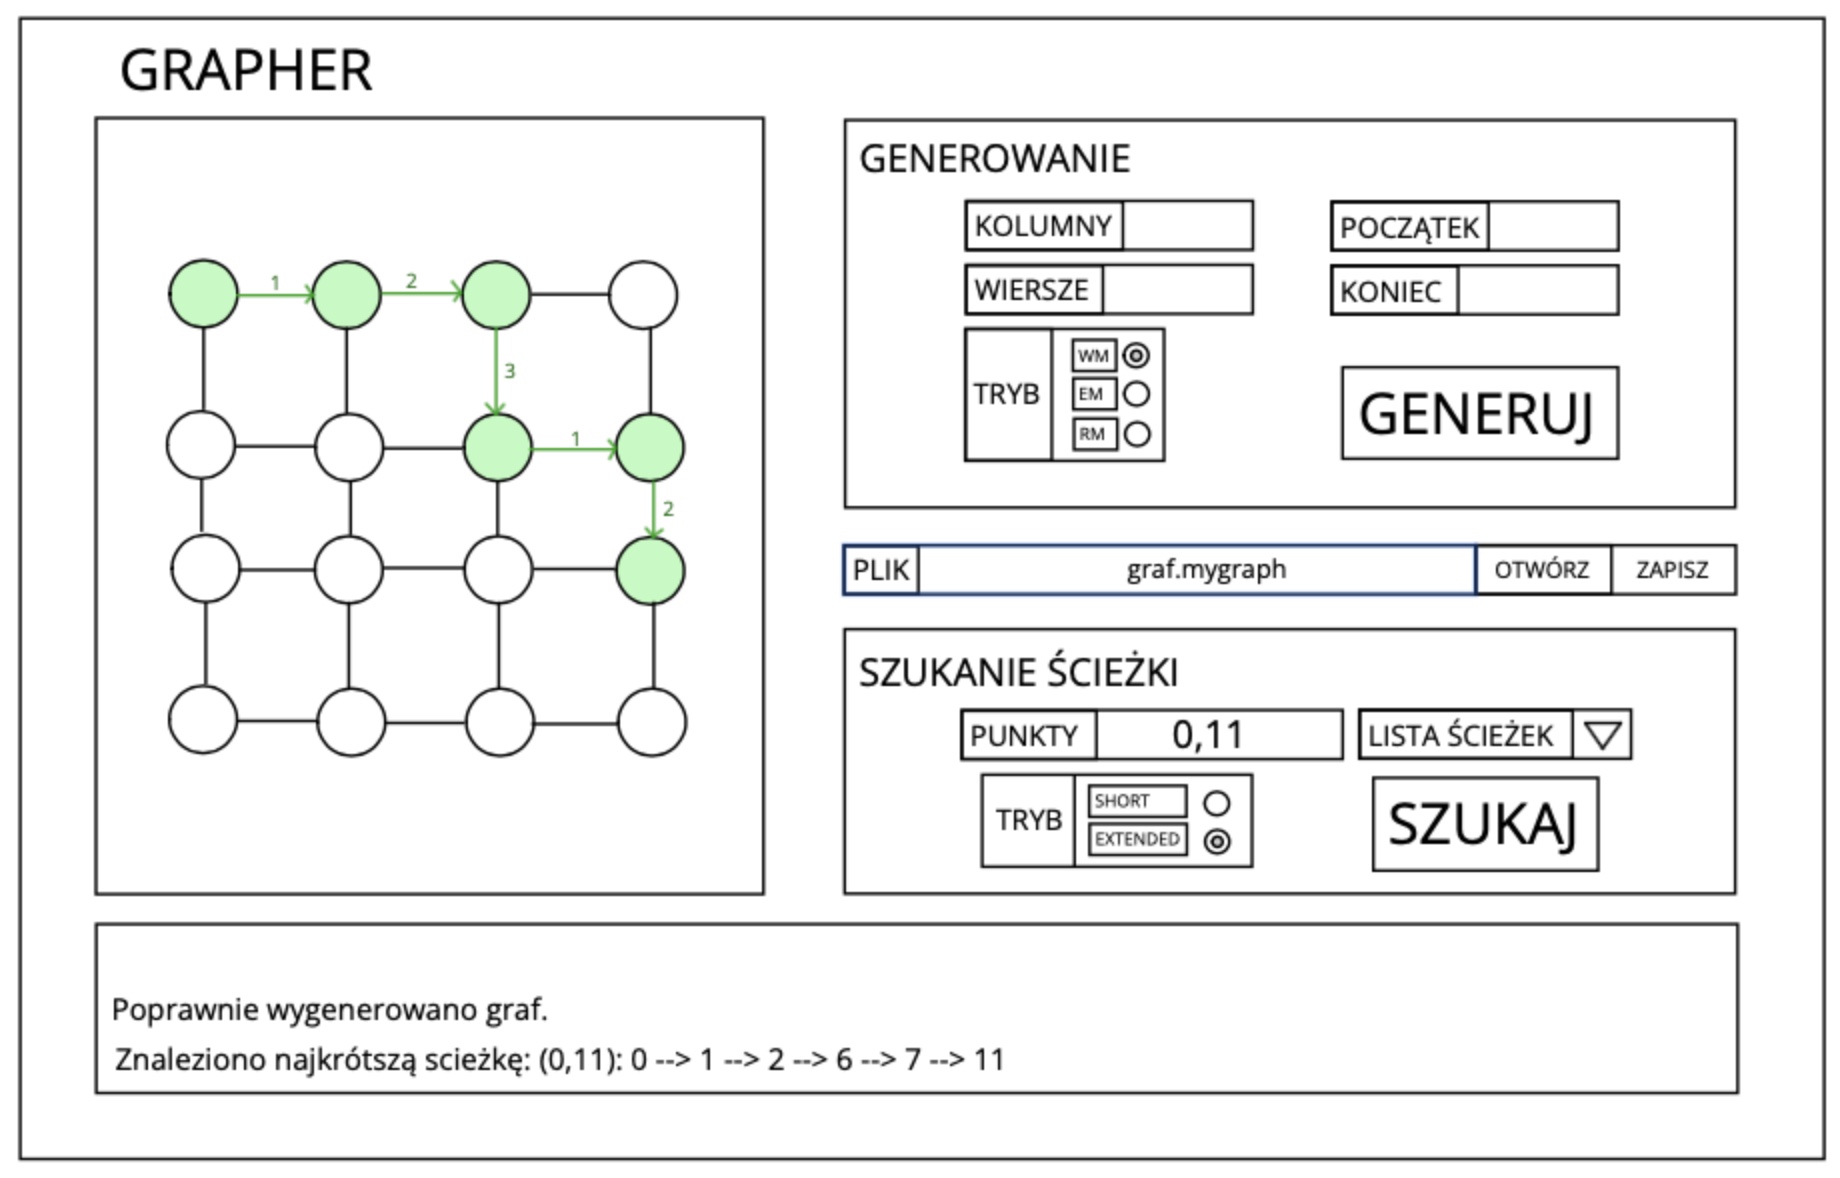 GRAPHER
1
2
3
1
2
GENEROWANIE
KOLUMNY
POCZĄTEK
WIERSZE
KONIEC
TRYB
WM
EM
RM
GENERUJ
PLIK
graf.mygraph
OTWÓRZ
ZAPISZ
SZUKANIE ŚCIEŻKI
PUNKTY
0,11
LISTA ŚCIEŻEK
TRYB
SHORT
EXTENDED
SZUKAJ
Poprawnie wygenerowano graf.
Znaleziono najkrótszą scieżkę: (0,11): 0 --> 1 --> 2 --> 6 --> 7 --> 11